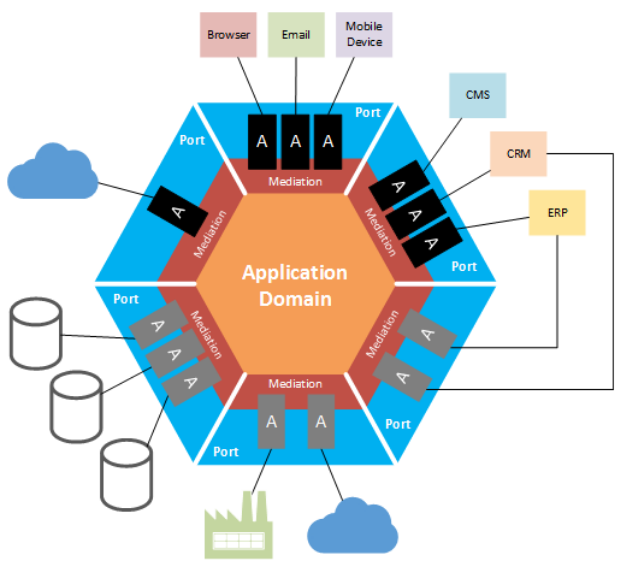 Browser
Email
Mobile
Device
CMS
CRM
ERP
Port
A
A
A
Mediation
Port
A
A
A
Mediation
Port
A
Mediation
Application
Domain
Port
A
A
A
Mediation
Mediation
A
A
Port
Mediation
A
A
Port